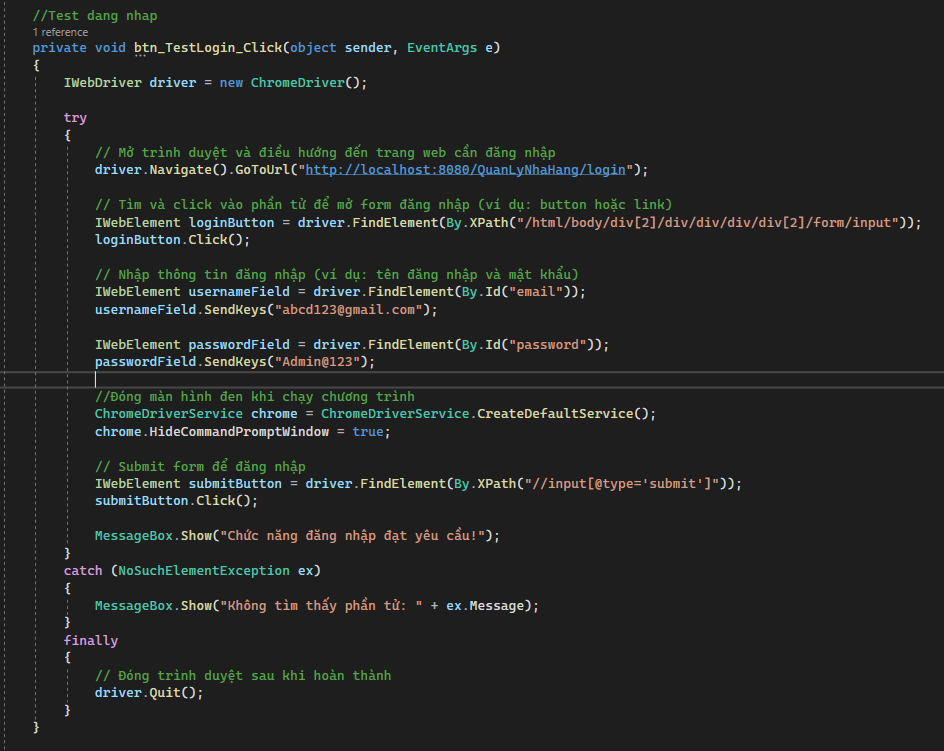 //Test dang nhap
1 reference
private void btn_TestLogin_Click(object sender, EventArgs e)
{
IWebDriver driver = new ChromeDriver();
try
{
// Mở trình duyệt và điều hướng đến trang web cần đăng nhập
driver.Navigate().GoToUrl("http://localhost:8080/QuanLyNhaHang/login");
// Tìm và click vào phần tử để mở form đăng nhập (ví dụ: button hoặc link)
IWebElement loginButton = driver.FindElement(By.XPath("/html/body/div[2]/div/div/div/div[2]/form/input"));
loginButton.Click();
// Nhập thông tin đăng nhập (ví dụ: tên đăng nhập và mật khẩu)
IWebElement usernameField = driver.FindElement(By.Id("email"));
usernameField.SendKeys("abcd123@gmail.com");
IWebElement passwordField = driver.FindElement(By.Id("password"));
passwordField.SendKeys("Admin@123");
//Đóng màn hình đen khi chạy chương trình
ChromeDriverService chrome = ChromeDriverService.CreateDefaultService();
chrome.HideCommandPromptWindow = true;
// Submit form để đăng nhập
IWebElement submitButton = driver.FindElement(By.XPath("//input[@type='submit']"));
submitButton.Click();
MessageBox.Show("Chức năng đăng nhập đạt yêu cầu!");
}
catch (NoSuchElementException ex)
{
MessageBox.Show("Không tìm thấy phần tử: " + ex.Message);
}
finally
{
// Đóng trình duyệt sau khi hoàn thành
driver.Quit();
}
}